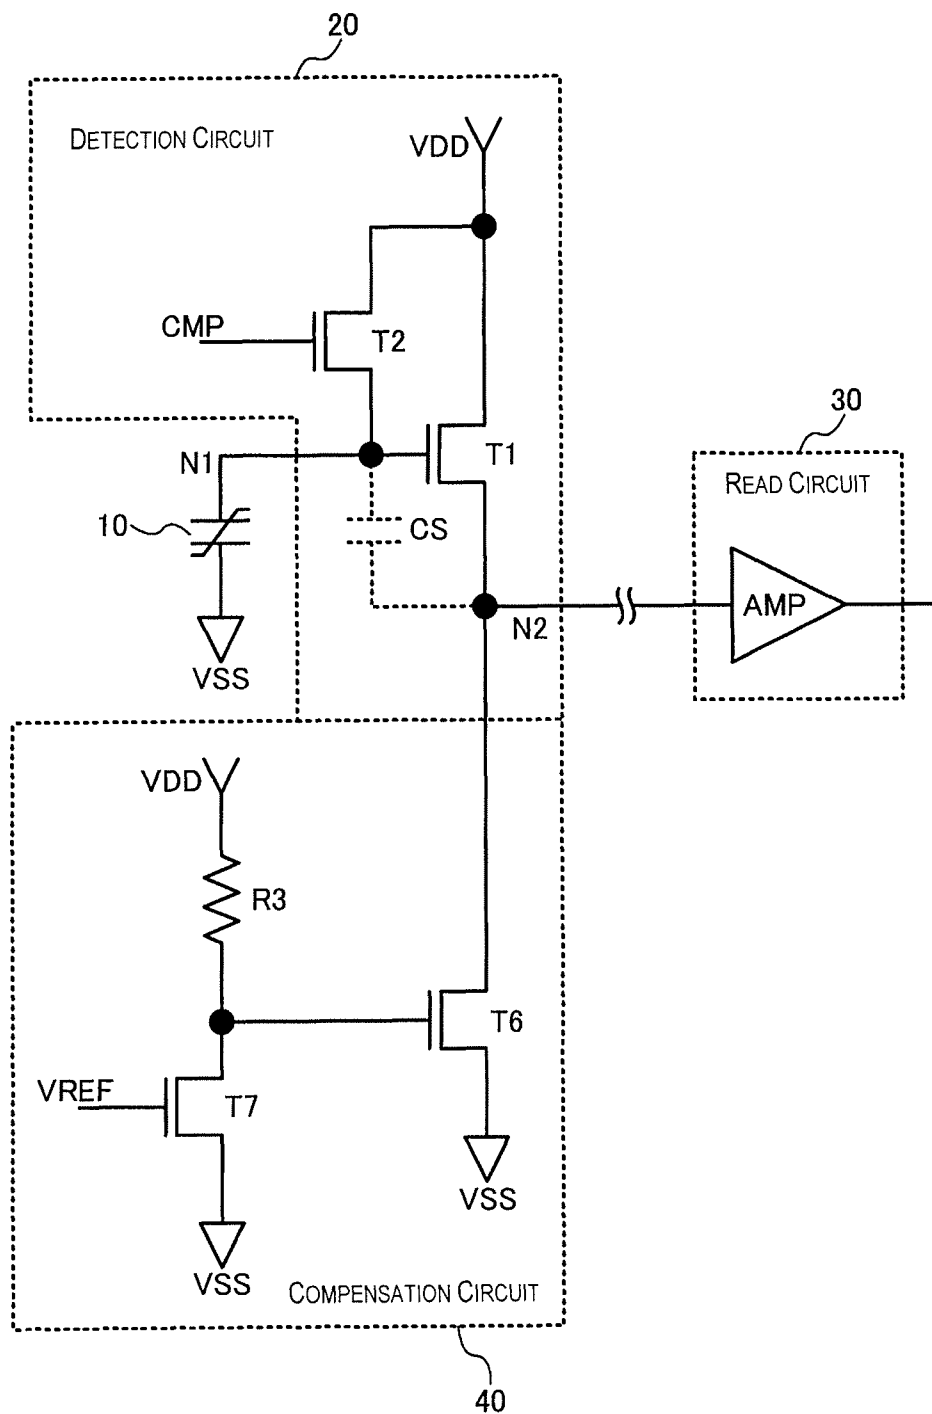 20
DETECTION CIRCUIT
VDD
CMP
T2
30
N1
T1
READ CIRCUIT
10
CS
AMP
N2
VSS
VDD
R3
T6
VREF
T7
VSS
VSS
COMPENSATION CIRCUIT
40